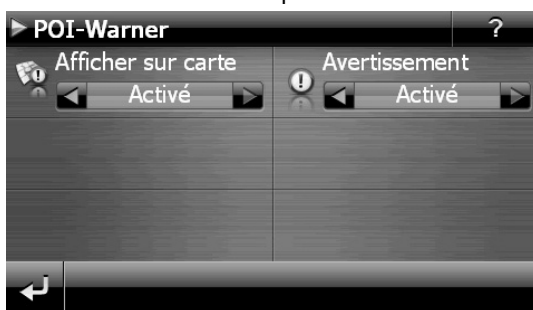 POI-Warner ?
Afficher sur carte
Activé
Avertissement
Activé